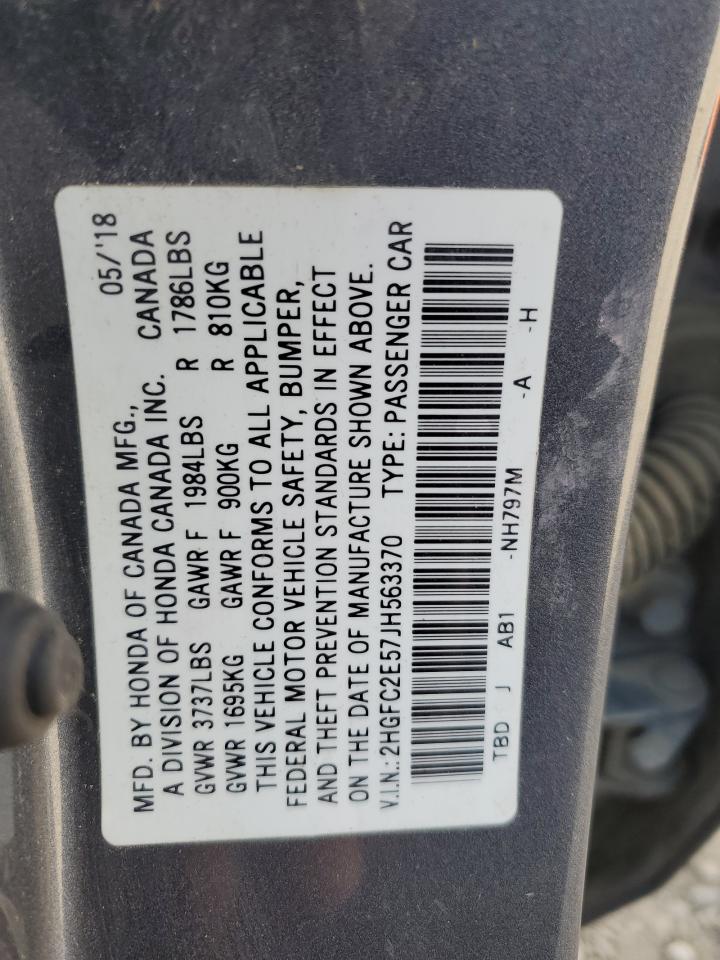 05/'18
MFD. BY HONDA OF CANADA MFG.,
A DIVISION OF HONDA CANADA INC. CANADA
GVWR 3737LBS GAWR F 1984LBS R 1786LBS
GVWR 1695KG GAWR F 900KG R 810KG
THIS VEHICLE CONFORMS TO ALL APPLICABLE
FEDERAL MOTOR VEHICLE SAFETY, BUMPER,
AND THEFT PREVENTION STANDARDS IN EFFECT
ON THE DATE OF MANUFACTURE SHOWN ABOVE.
V.I.N.: 2HGFC2E57JH563370 TYPE: PASSENGER CAR
TBD J AB1 -NH797M -A -H